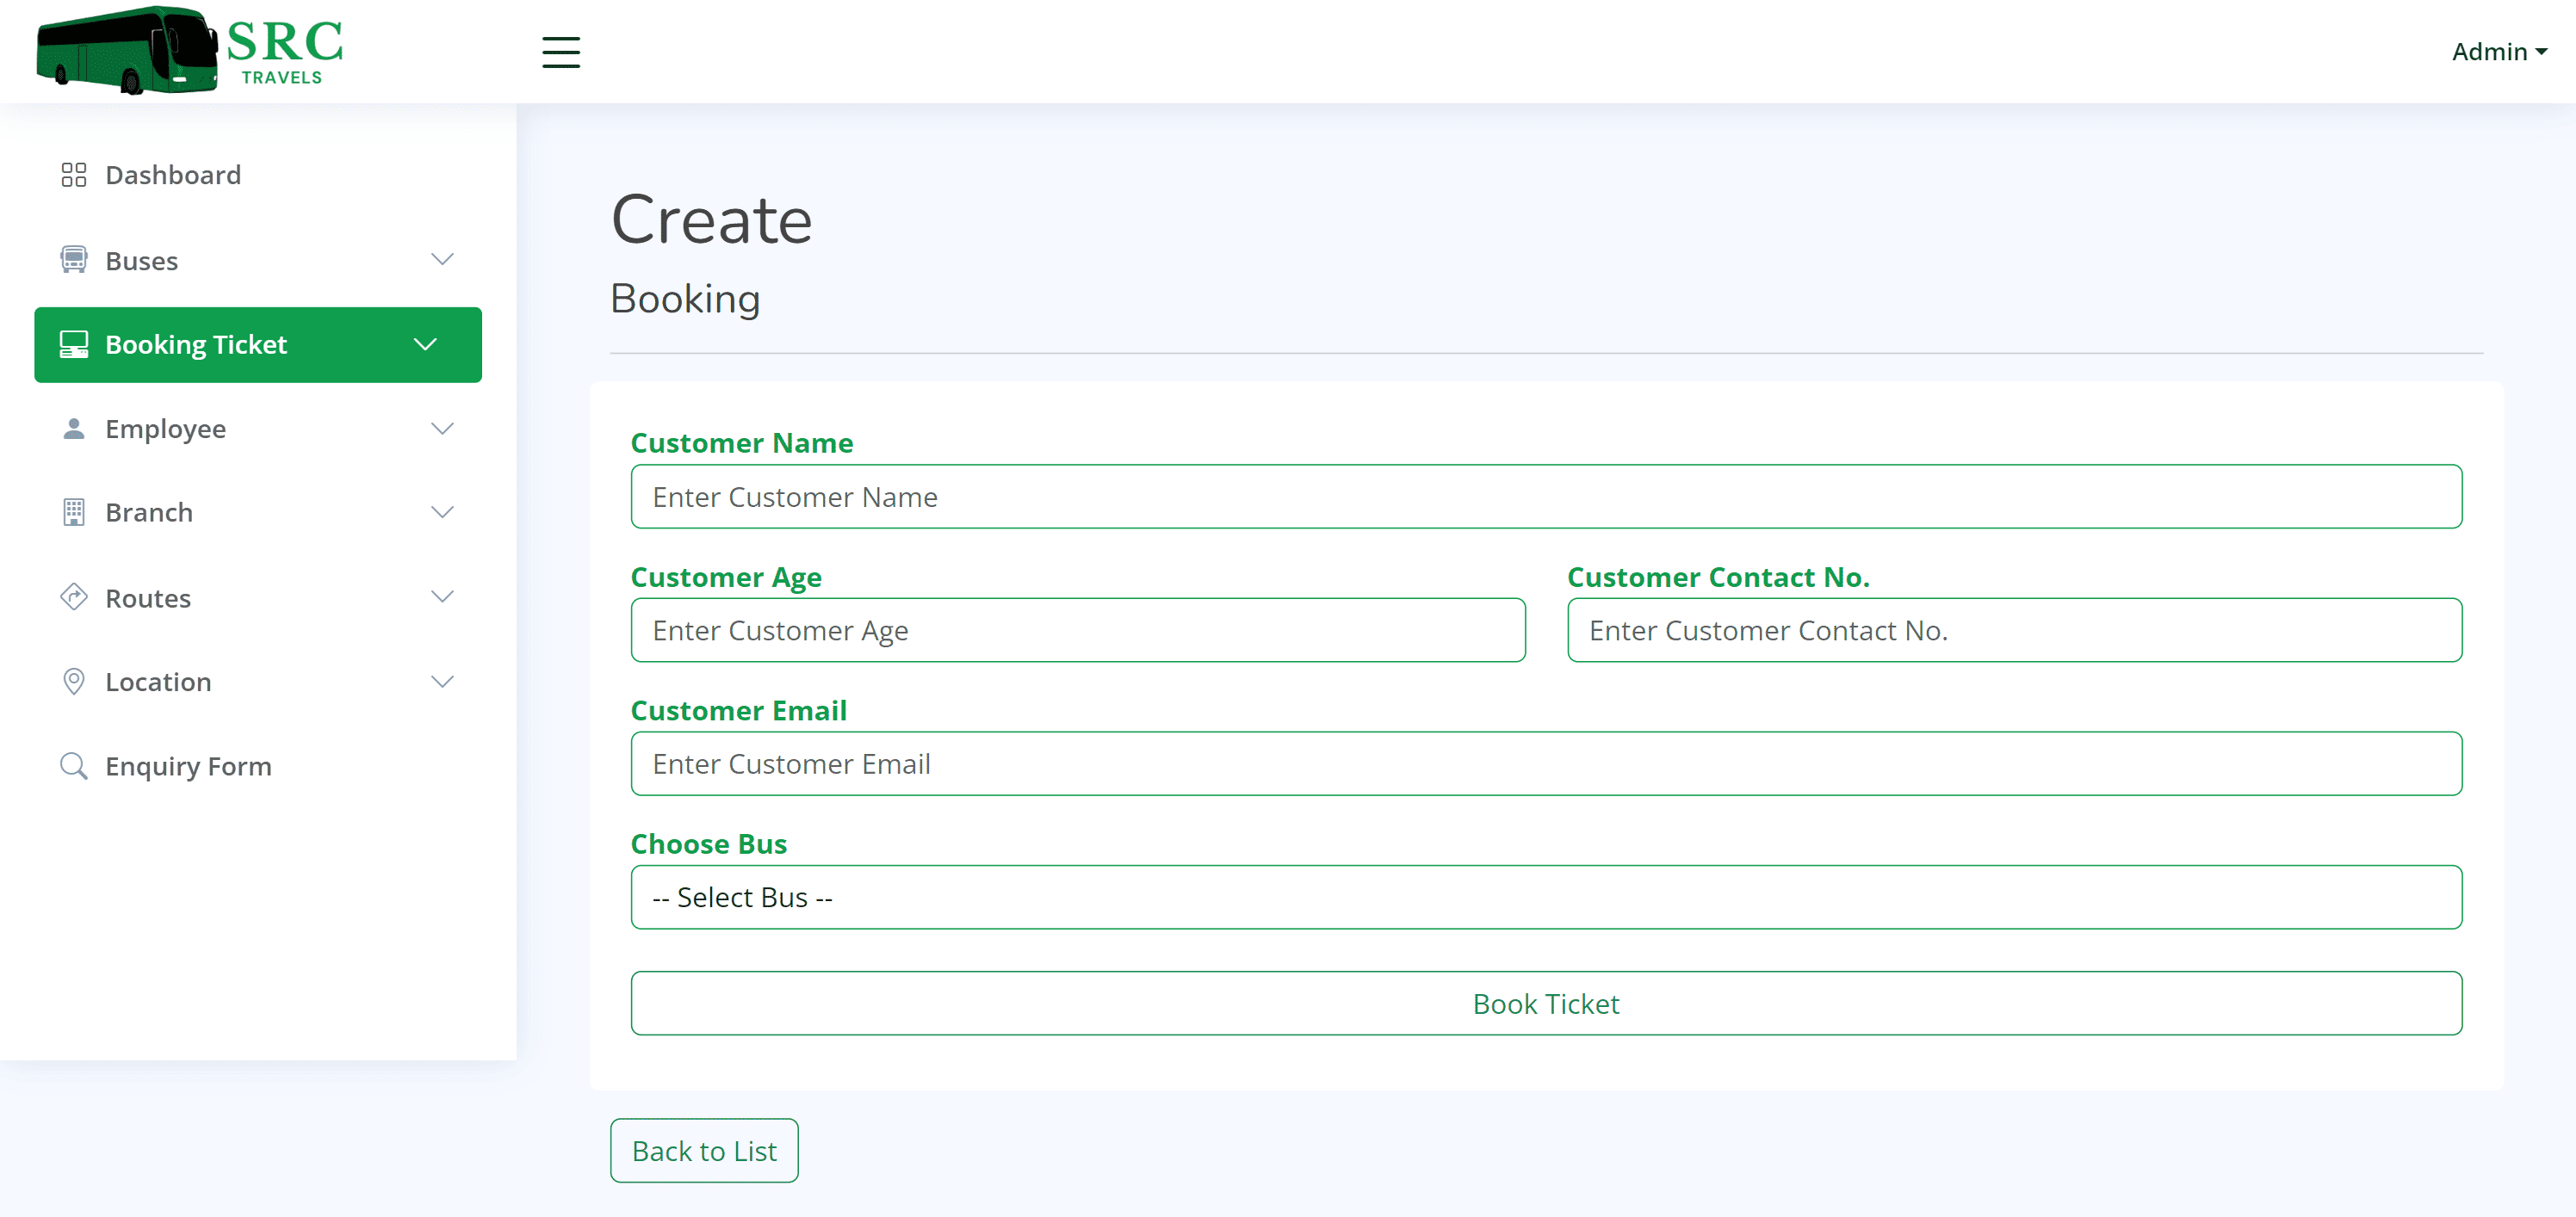 SRC
TRAVELS
Admin
Dashboard
Buses
Booking Ticket
Employee
Branch
Routes
Location
Enquiry Form
Create
Booking
Customer Name
Enter Customer Name
Customer Age
Enter Customer Age
Customer Contact No.
Enter Customer Contact No.
Customer Email
Enter Customer Email
Choose Bus
-- Select Bus --
Book Ticket
Back to List